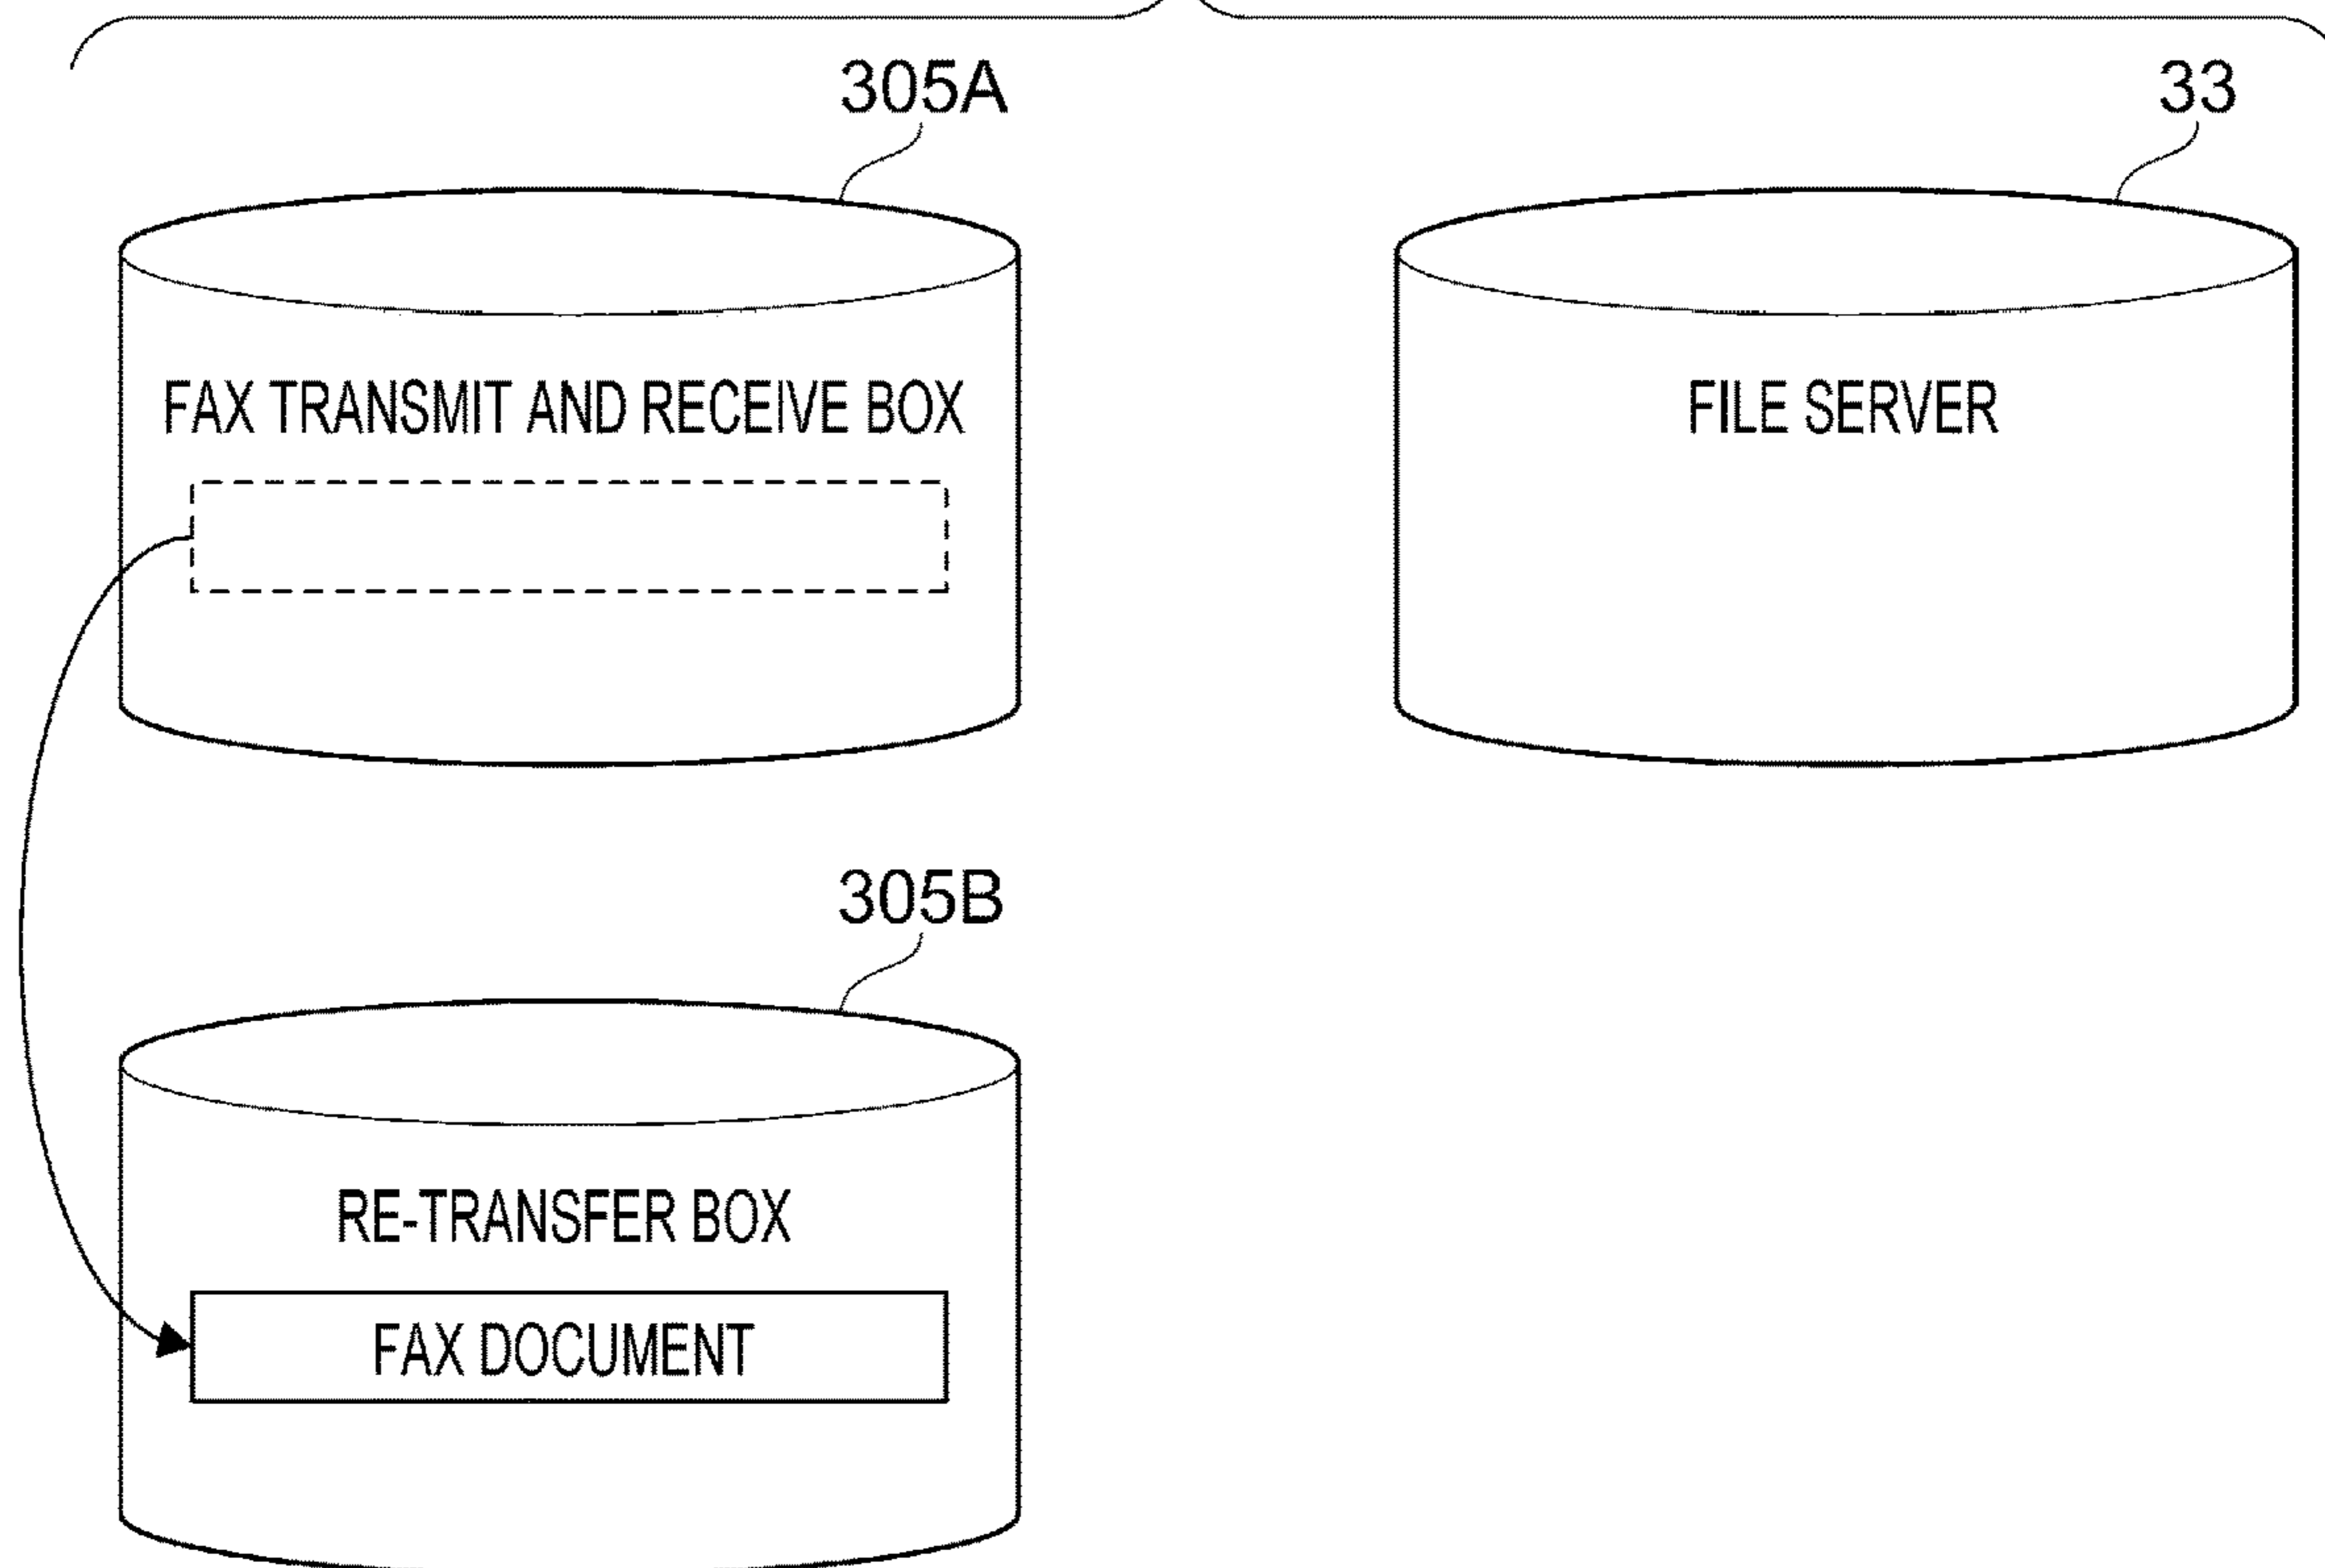 305A
33
FAX TRANSMIT AND RECEIVE BOX
FILE SERVER
305B
RE-TRANSFER BOX
FAX DOCUMENT